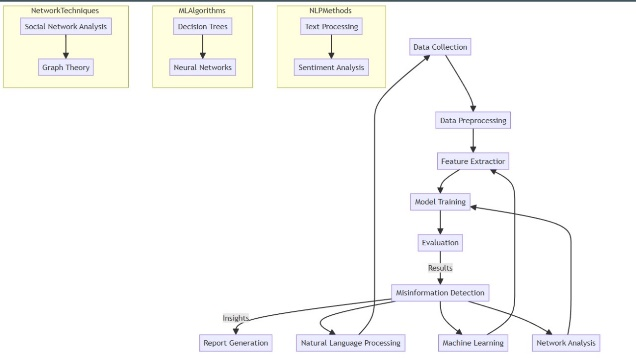 NetworkTechniques
MLAlgorithms
NLPMethods
Social Network Analysis
Decision Trees
Text Processing
Graph Theory
Neural Networks
Sentiment Analysis
Data Collection
Data Preprocessing
Feature Extraction
Model Training
Evaluation
Results
Misinformation Detection
Insights
Report Generation
Natural Language Processing
Machine Learning
Network Analysis